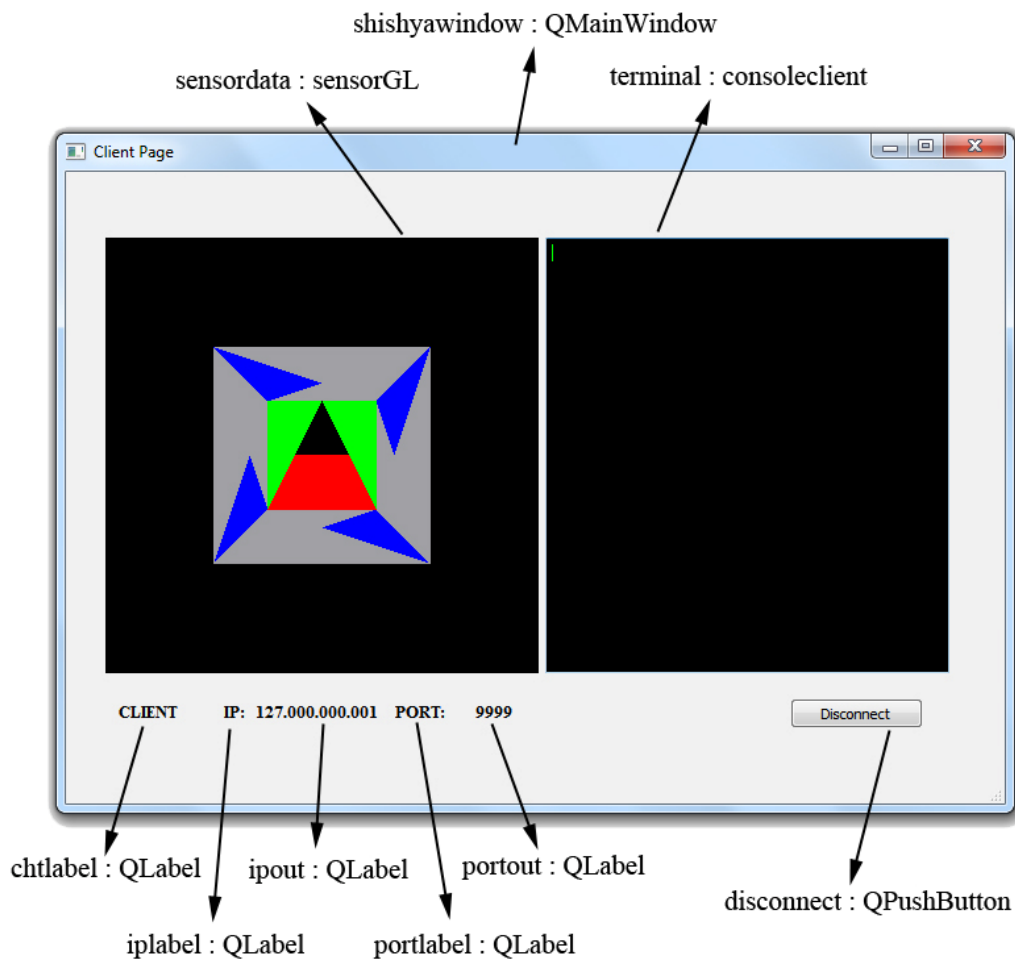 shishyawindow : QMainWindow
sensordata : sensorGL
terminal : consoleclient
Client Page
CLIENT IP: 127.000.000.001 PORT: 9999
Disconnect
chtlabel : QLabel
ipout : QLabel
portout : QLabel
disconnect : QPushButton
iplabel : QLabel
portlabel : QLabel